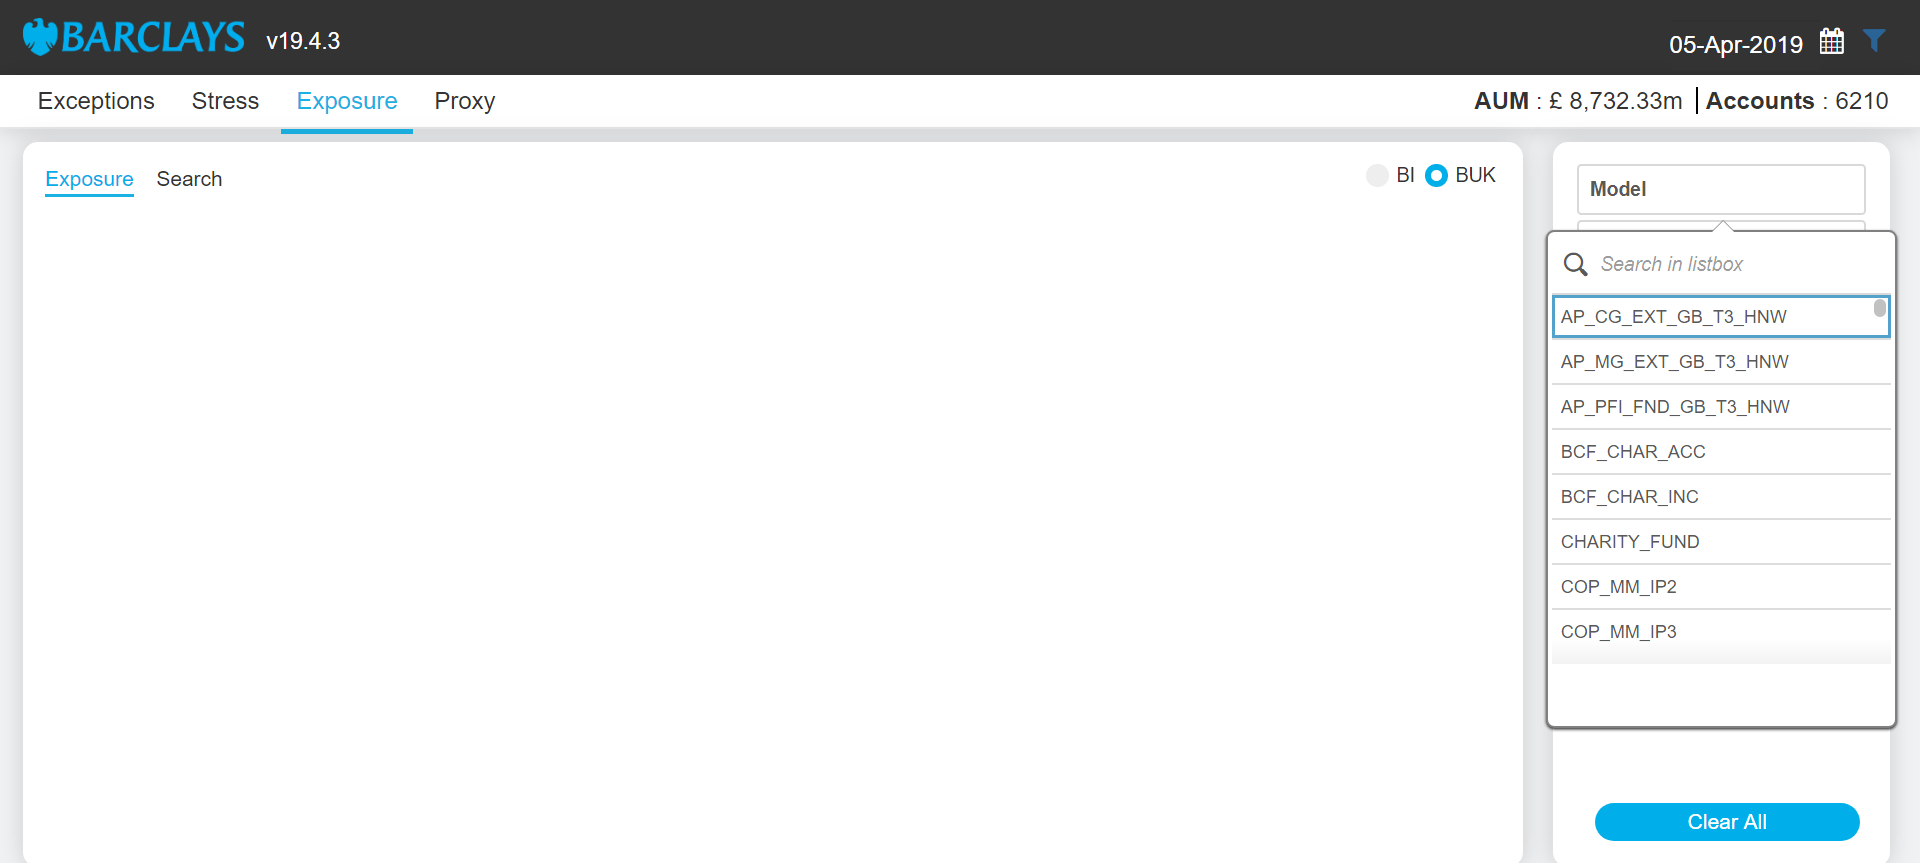 BARCLAYS v19.4.3
05-Apr-2019
Exceptions Stress Exposure Proxy
AUM : £ 8,732.33m Accounts : 6210
Exposure Search
BI BUK
Model
Search in listbox
AP_CG_EXT_GB_T3_HNW
AP_MG_EXT_GB_T3_HNW
AP_PFI_FND_GB_T3_HNW
BCF_CHAR_ACC
BCF_CHAR_INC
CHARITY_FUND
COP_MM_IP2
COP_MM_IP3
Clear All